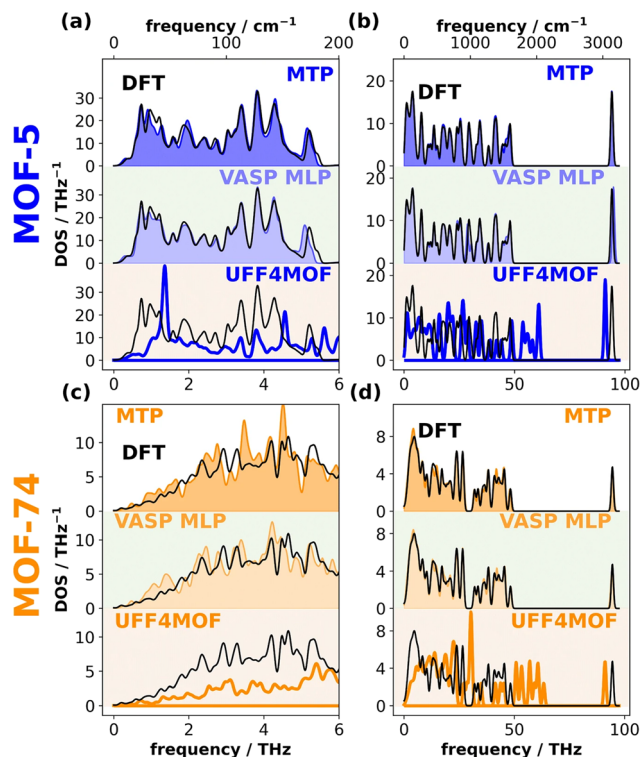 (a) frequency / cm⁻¹ (b) frequency / cm⁻¹
0 100 200 0 1000 2000 3000
MOF-5
DOS / THz⁻¹
DFT MTP
30
20
10
0
VASP MLP
30
20
10
0
UFF4MOF
40
30
20
10
0
0 2 4 6
DFT MTP
20
10
0
VASP MLP
20
10
0
UFF4MOF
20
10
0
0 50 100
(c) (d)
MOF-74
DOS / THz⁻¹
MTP
DFT
10
5
0
VASP MLP
10
5
0
UFF4MOF
10
5
0
0 2 4 6
frequency / THz
MTP
DFT
8
4
0
VASP MLP
8
4
0
UFF4MOF
8
4
0
0 50 100
frequency / THz